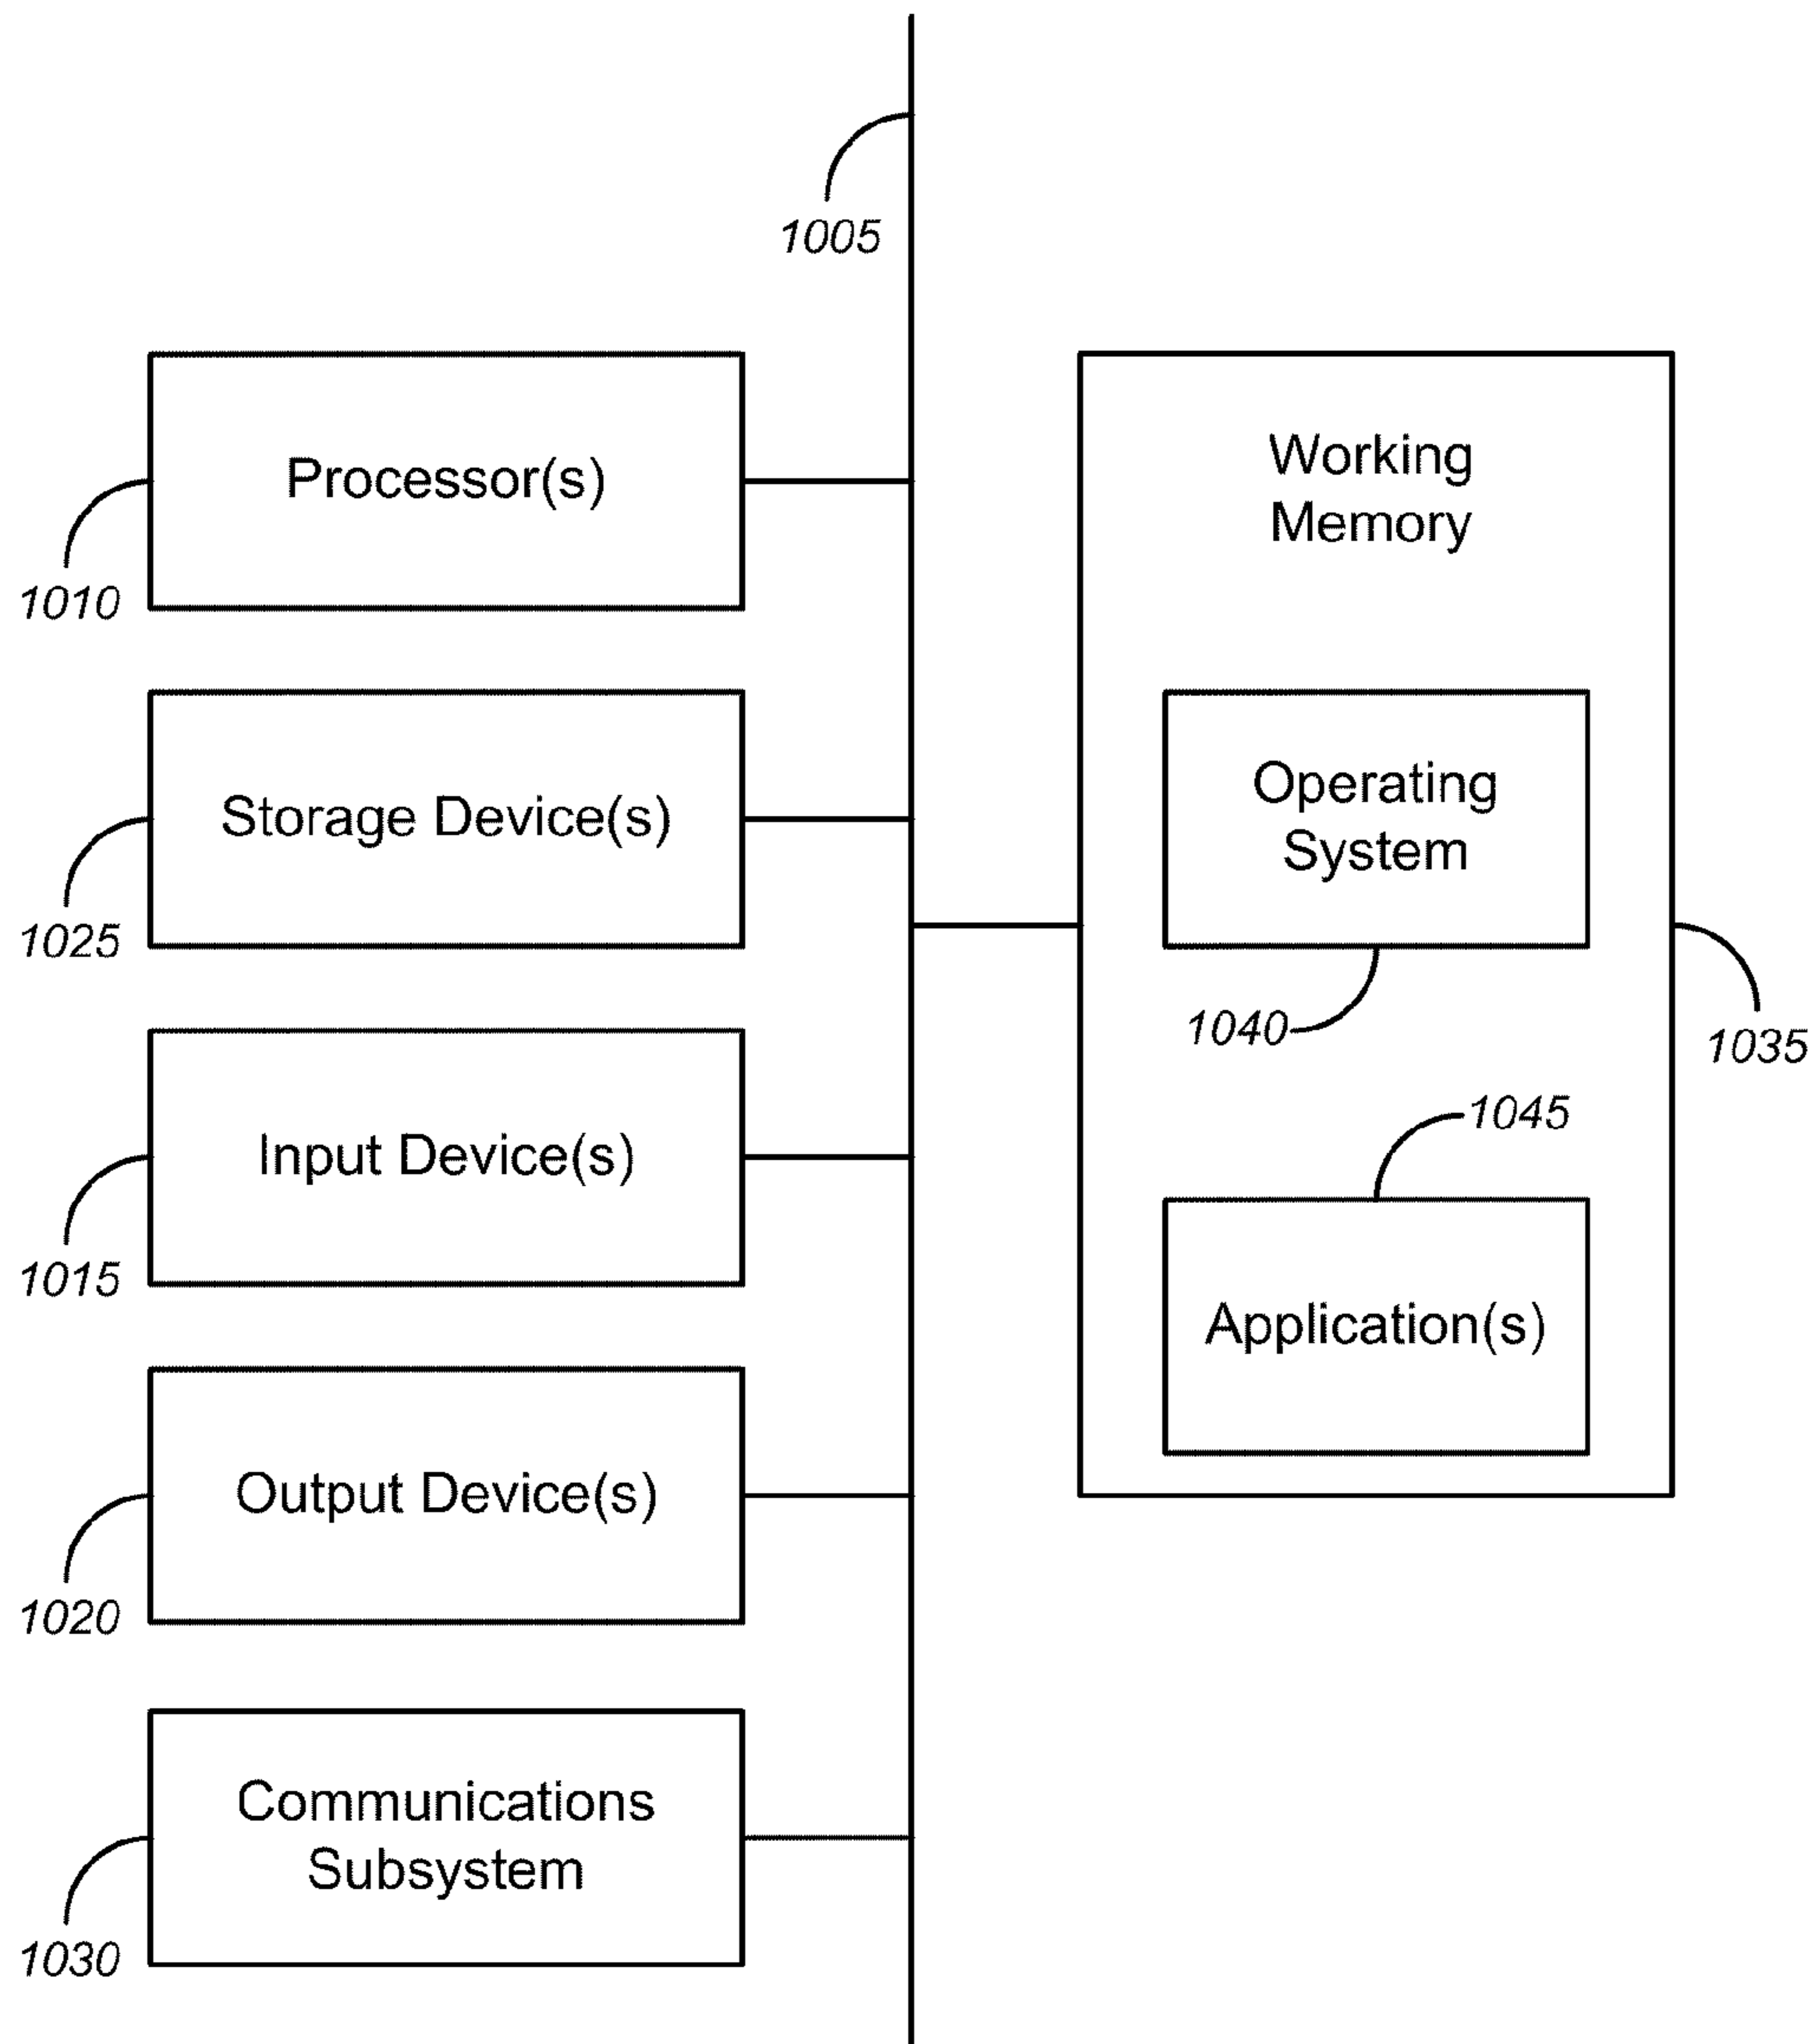 1005
Processor(s)
1010
Storage Device(s)
1025
Input Device(s)
1015
Output Device(s)
1020
Communications
Subsystem
1030
Working
Memory
Operating
System
1040
1035
1045
Application(s)